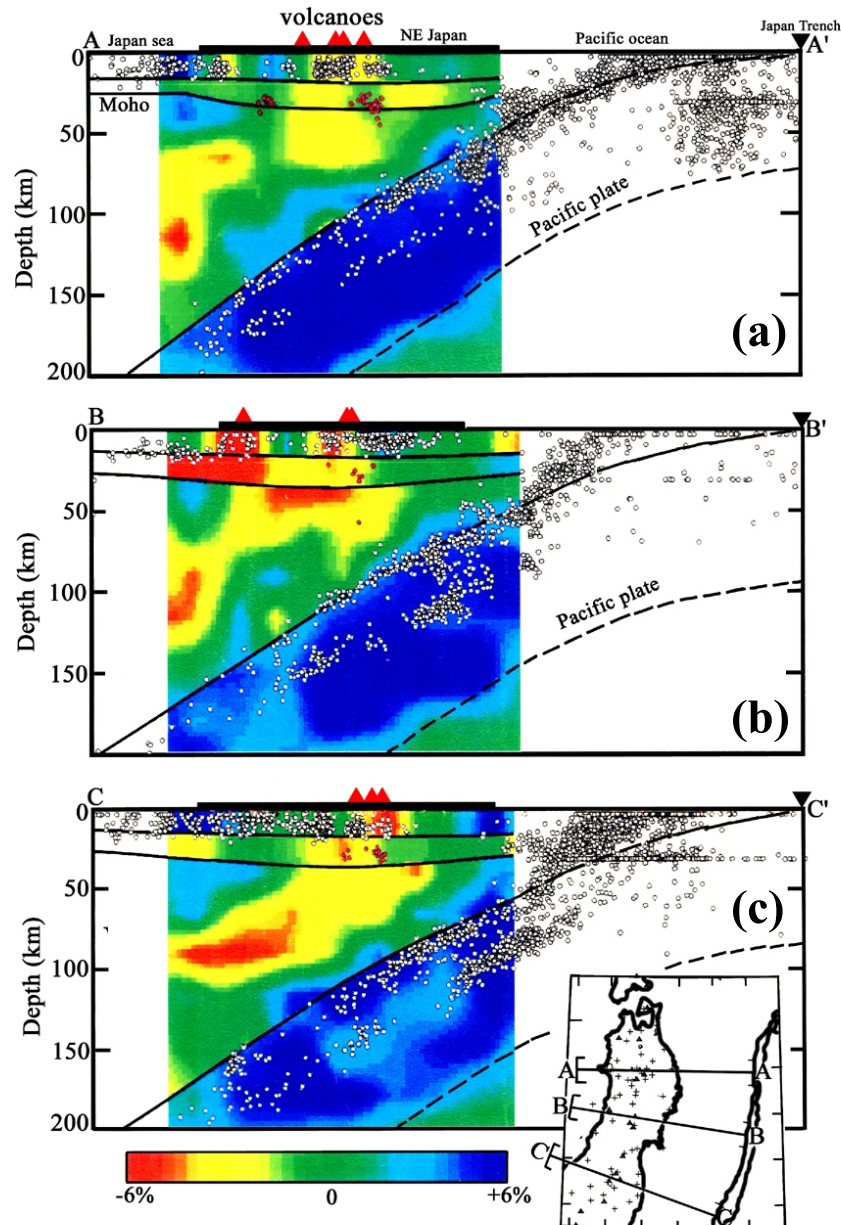 volcanoes
A Japan sea NE Japan Pacific ocean Japan Trench A'
0
Moho
50
100
150
200
Depth (km)
Pacific plate
(a)
B B'
0
50
100
150
Depth (km)
Pacific plate
(b)
C C'
0
50
100
150
200
Depth (km)
(c)
A A
B B
C C
-6% 0 +6%